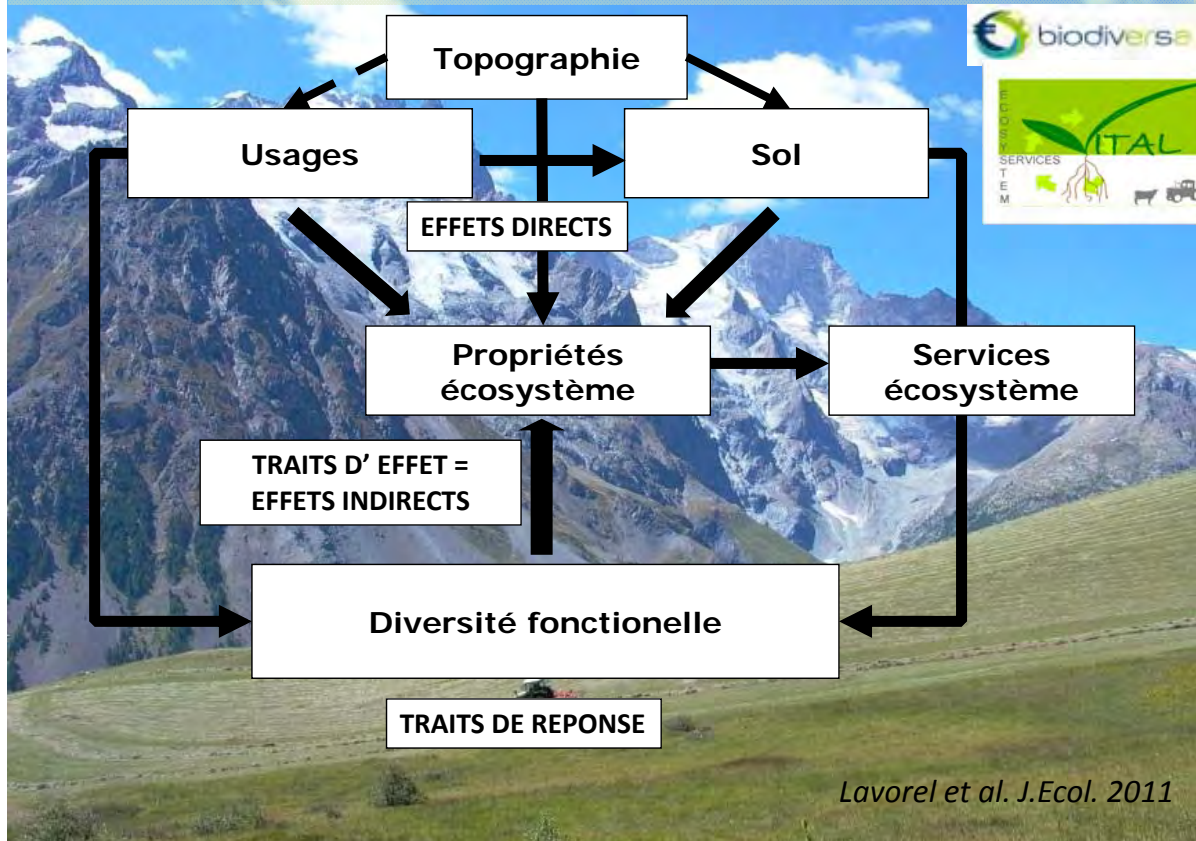 Topographie
biodiversa
Usages
Sol
ECOSYSTEM
SERVICES
VITAL
EFFETS DIRECTS
Propriétés
écosystème
Services
écosystème
TRAITS D’ EFFET =
EFFETS INDIRECTS
Diversité fonctionelle
TRAITS DE REPONSE
Lavorel et al. J.Ecol. 2011